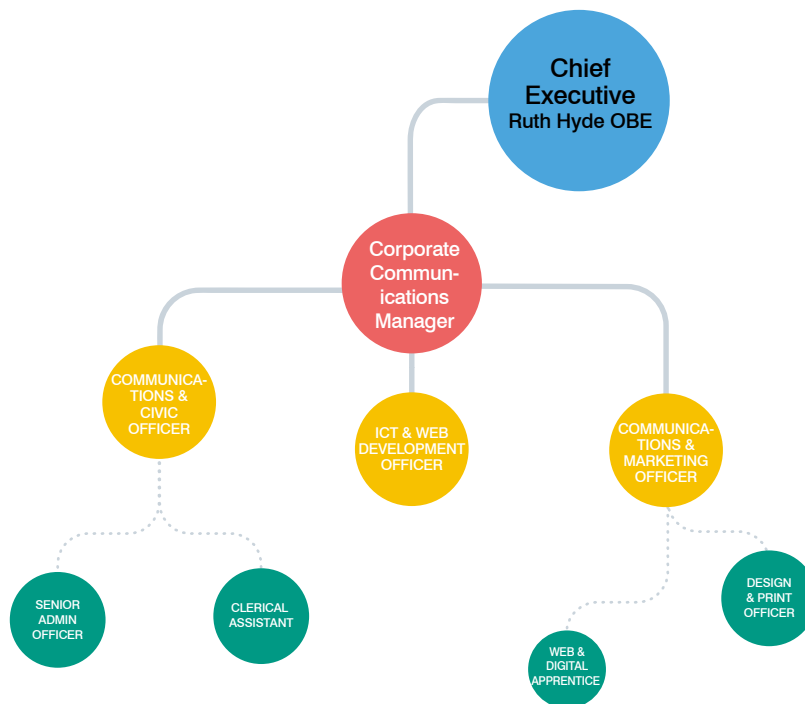 Chief
Executive
Ruth Hyde OBE
Corporate
Commun-
ications
Manager
COMMUNICA-
TIONS &
CIVIC
OFFICER
ICT & WEB
DEVELOPMENT
OFFICER
COMMUNICA-
TIONS &
MARKETING
OFFICER
SENIOR
ADMIN
OFFICER
CLERICAL
ASSISTANT
WEB &
DIGITAL
APPRENTICE
DESIGN
& PRINT
OFFICER